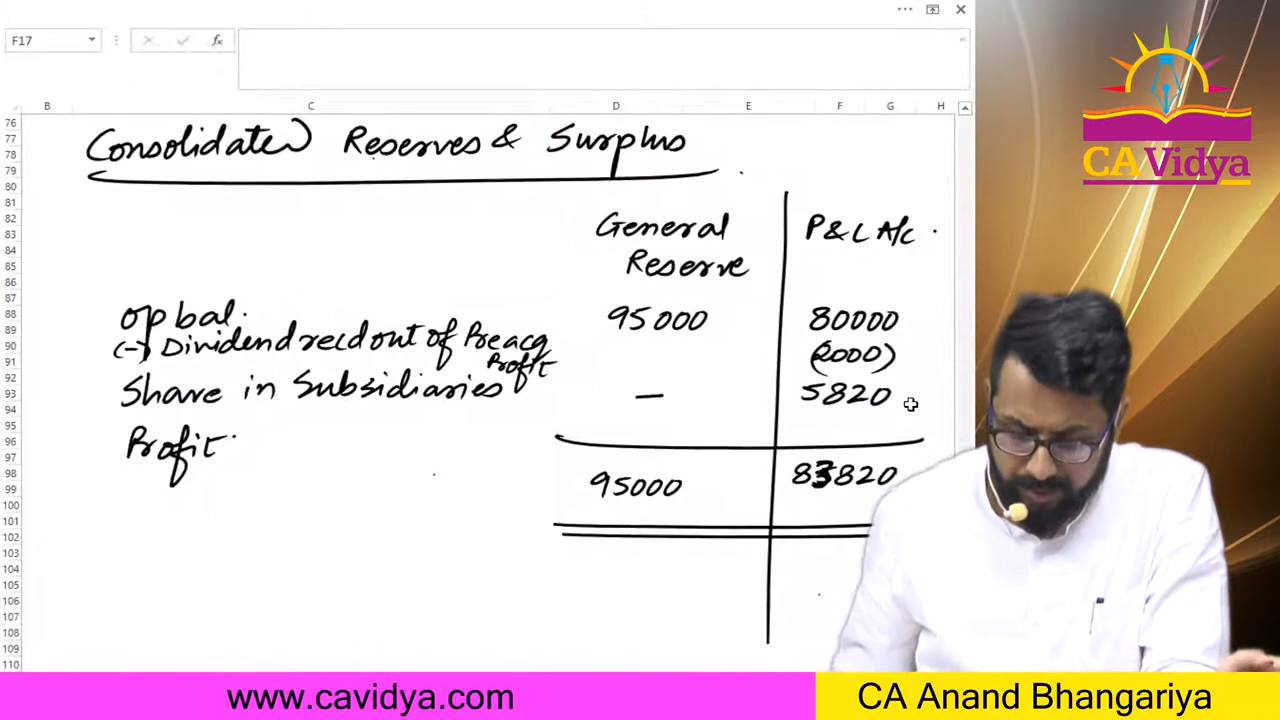 F17
fx
B C D E F G H
76
77
78
79
80
81
82
83
84
85
86
87
88
89
90
91
92
93
94
95
96
97
98
99
100
101
102
103
104
105
106
107
108
109
110
Consolidated Reserves & Surplus
General Reserve
P & L A/c
op bal. 95000 80000
(-) Dividend recd out of Pre acq Profit (2000)
Share in Subsidiaries — 5820
Profit
95000 83820
CA Vidya
www.cavidya.com
CA Anand Bhangariya